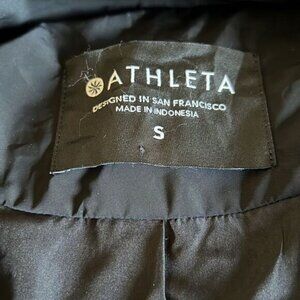 ATHLETA
DESIGNED IN SAN FRANCISCO
MADE IN INDONESIA
S